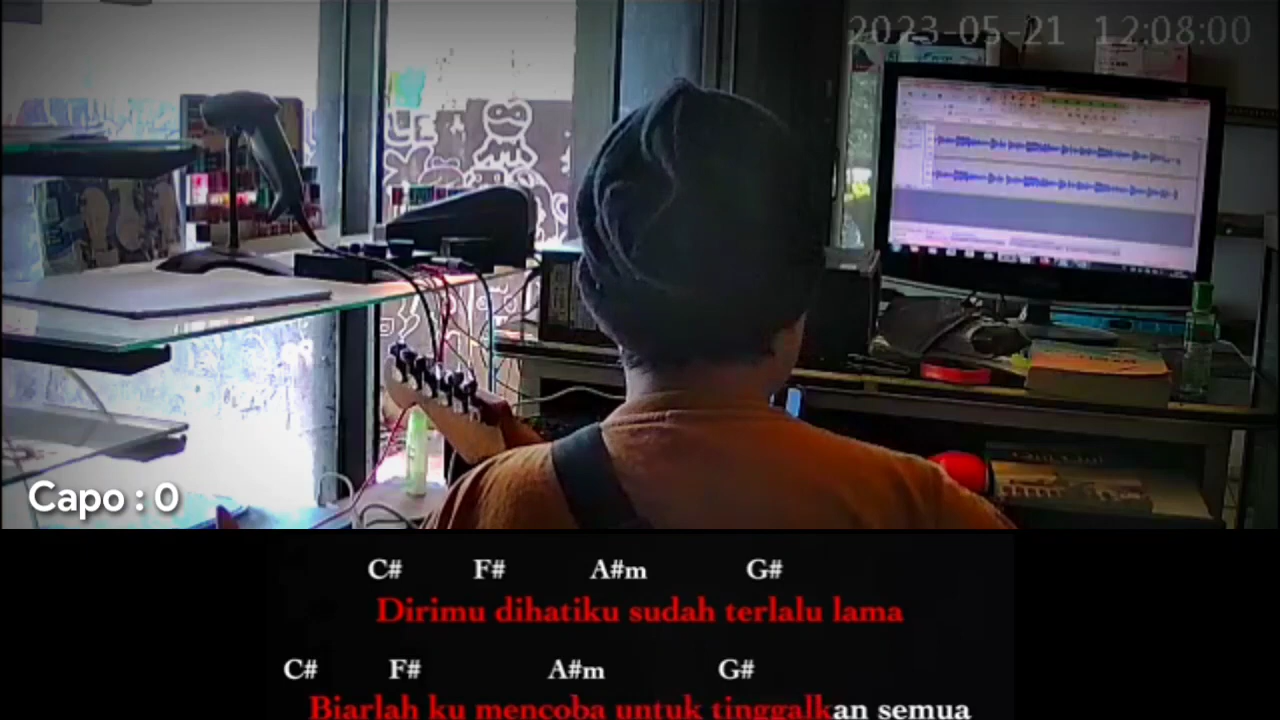 2023-05-21 12:08:00
Capo : 0
C# F# A#m G#
Dirimu dihatiku sudah terlalu lama
C# F# A#m G#
Biarlah ku mencoba untuk tinggalkan semua